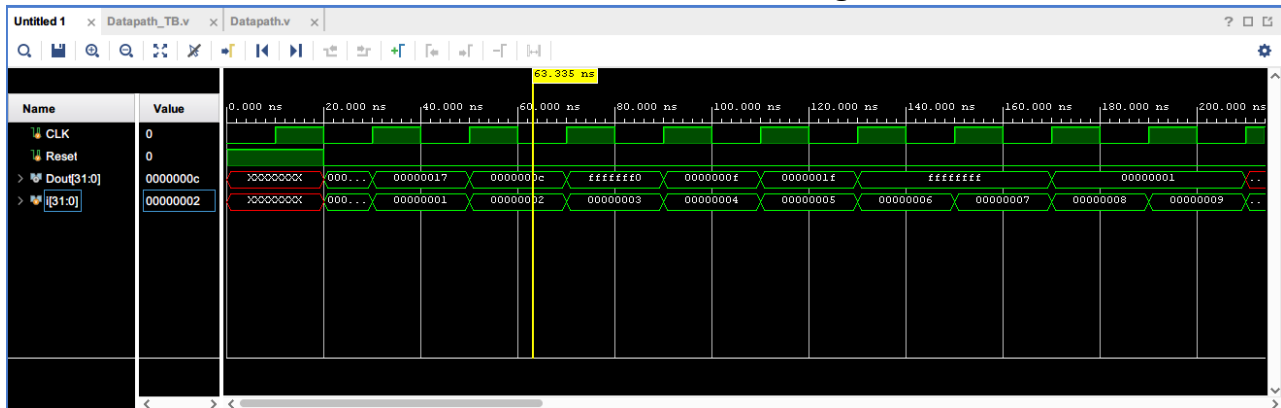 Untitled 1 × Datapath_TB.v × Datapath.v ×
63.335 ns
Name Value 0.000 ns 20.000 ns 40.000 ns 60.000 ns 80.000 ns 100.000 ns 120.000 ns 140.000 ns 160.000 ns 180.000 ns 200.000 ns
CLK 0
Reset 0
Dout[31:0] 0000000c XXXXXXXX 000... 00000017 0000000c fffffff0 0000000f 0000001f ffffffff 00000001 ..
i[31:0] 00000002 XXXXXXXX 000... 00000001 00000002 00000003 00000004 00000005 00000006 00000007 00000008 00000009 ..